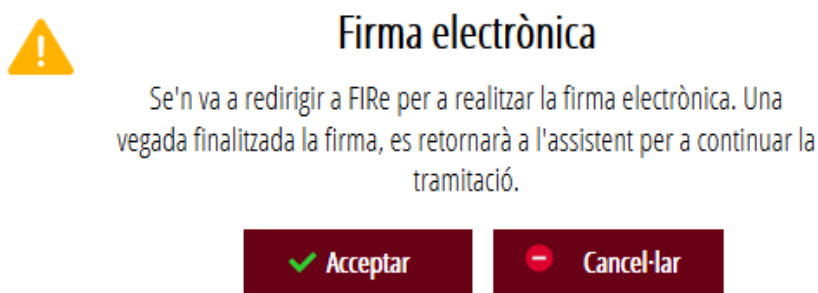 Firma electrònica
Se'n va a redirigir a FIRe per a realitzar la firma electrònica. Una
vegada finalitzada la firma, es retornarà a l'assistent per a continuar la
tramitació.
Acceptar
Cancel·lar